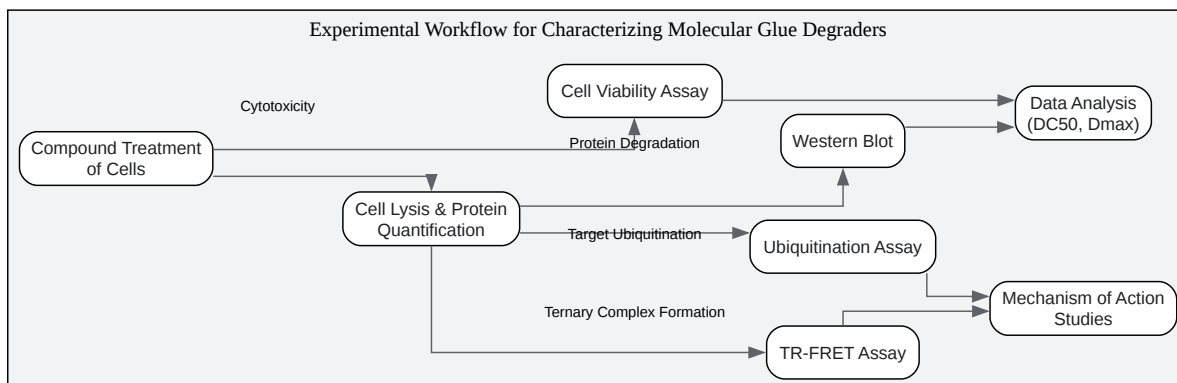 Experimental Workflow for Characterizing Molecular Glue Degraders
Cytotoxicity
Cell Viability Assay
Data Analysis
(DC50, Dmax)
Compound Treatment
of Cells
Protein Degradation
Western Blot
Cell Lysis & Protein
Quantification
Target Ubiquitination
Ubiquitination Assay
Ternary Complex Formation
Mechanism of Action
Studies
TR-FRET Assay